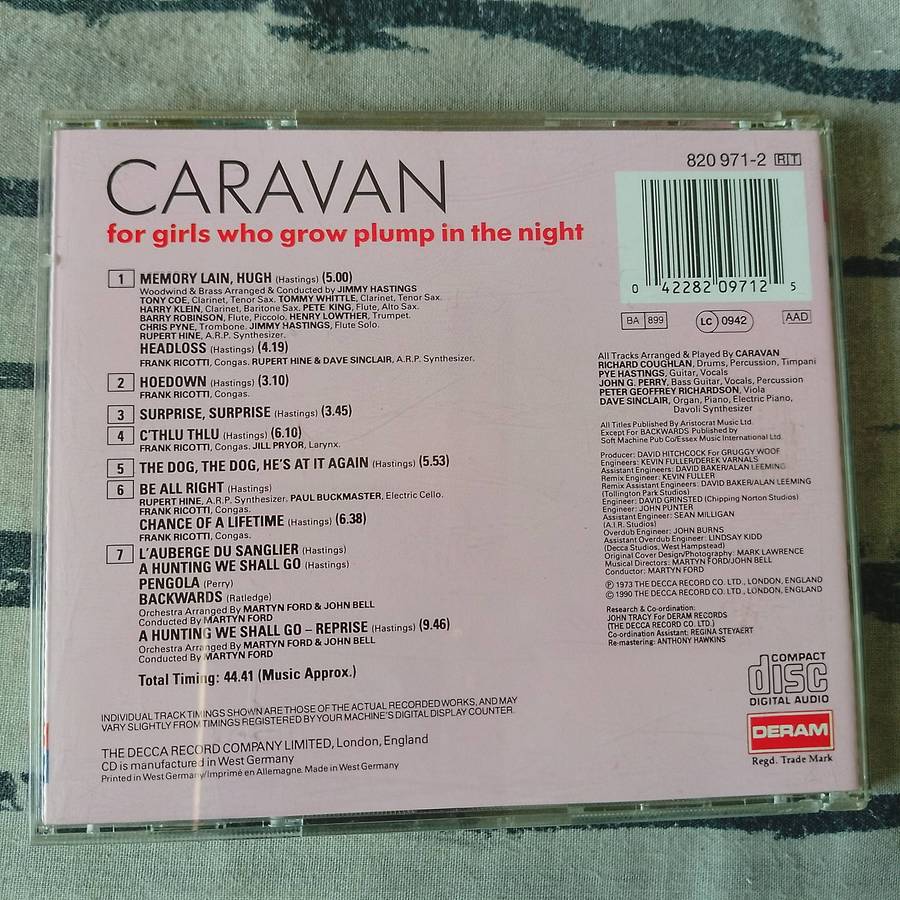 CARAVAN
for girls who grow plump in the night
1 MEMORY LAIN, HUGH (Hastings) (5.00)
Woodwind & Brass Arranged & Conducted by JIMMY HASTINGS
TONY COE, Clarinet, Tenor Sax. TOMMY WHITTLE, Clarinet, Tenor Sax.
HARRY KLEIN, Clarinet, Baritone Sax. PETE KING, Flute, Alto Sax.
BARRY ROBINSON, Flute, Piccolo. HENRY LOWTHER, Trumpet.
CHRIS PYNE, Trombone. JIMMY HASTINGS, Flute Solo.
RUPERT HINE, A.R.P. Synthesizer.
HEADLOSS (Hastings) (4.19)
FRANK RICOTTI, Congas. RUPERT HINE & DAVE SINCLAIR, A.R.P. Synthesizer.
2 HOEDOWN (Hastings) (3.10)
FRANK RICOTTI, Congas.
3 SURPRISE, SURPRISE (Hastings) (3.45)
4 C'THLU THLU (Hastings) (6.10)
FRANK RICOTTI, Congas. JILL PRYOR, Larynx.
5 THE DOG, THE DOG, HE'S AT IT AGAIN (Hastings) (5.53)
6 BE ALL RIGHT (Hastings)
RUPERT HINE, A.R.P. Synthesizer. PAUL BUCKMASTER, Electric Cello.
FRANK RICOTTI, Congas.
CHANCE OF A LIFETIME (Hastings) (6.38)
FRANK RICOTTI, Congas.
7 L'AUBERGE DU SANGLIER (Hastings)
A HUNTING WE SHALL GO (Hastings)
PENGOLA (Perry)
BACKWARDS (Ratledge)
Orchestra Arranged By MARTYN FORD & JOHN BELL
Conducted By MARTYN FORD
A HUNTING WE SHALL GO – REPRISE (Hastings) (9.46)
Orchestra Arranged By MARTYN FORD & JOHN BELL
Conducted By MARTYN FORD
Total Timing: 44.41 (Music Approx.)
INDIVIDUAL TRACK TIMINGS SHOWN ARE THOSE OF THE ACTUAL RECORDED WORKS, AND MAY
VARY SLIGHTLY FROM TIMINGS REGISTERED BY YOUR MACHINE'S DIGITAL DISPLAY COUNTER.
THE DECCA RECORD COMPANY LIMITED, London, England
CD is manufactured in West Germany
Printed in West Germany/Imprimé en Allemagne. Made in West Germany
820 971-2 RT
0 42282 09712 5
BA 899 LC 0942 AAD
All Tracks Arranged & Played By CARAVAN
RICHARD COUGHLAN, Drums, Percussion, Timpani
PYE HASTINGS, Guitar, Vocals
JOHN G. PERRY, Bass Guitar, Vocals, Percussion
PETER GEOFFREY RICHARDSON, Viola
DAVE SINCLAIR, Organ, Piano, Electric Piano,
Davoli Synthesizer
All Titles Published By Aristocrat Music Ltd.
Except For BACKWARDS Published by
Soft Machine Pub Co/Essex Music International Ltd.
Producer: DAVID HITCHCOCK For GRUGGY WOOF
Engineers: KEVIN FULLER/DEREK VARNALS
Assistant Engineers: DAVID BAKER/ALAN LEEMING
Remix Engineer: KEVIN FULLER
Remix Assistant Engineers: DAVID BAKER/ALAN LEEMING
(Tollington Park Studios)
Engineer: DAVID GRINSTED (Chipping Norton Studios)
Engineer: JOHN PUNTER
Assistant Engineer: SEAN MILLIGAN
(A.I.R. Studios)
Overdub Engineer: JOHN BURNS
Assistant Overdub Engineer: LINDSAY KIDD
(Decca Studios, West Hampstead)
Original Cover Design/Photography: MARK LAWRENCE
Musical Directors: MARTYN FORD/JOHN BELL
Conductor: MARTYN FORD
Ⓟ 1973 THE DECCA RECORD CO. LTD., LONDON, ENGLAND
© 1990 THE DECCA RECORD CO. LTD., LONDON, ENGLAND
Research & Co-ordination:
JOHN TRACY For DERAM RECORDS
(THE DECCA RECORD CO. LTD.)
Co-ordination Assistant: REGINA STEYAERT
Re-mastering: ANTHONY HAWKINS
COMPACT
disc
DIGITAL AUDIO
DERAM
Regd. Trade Mark